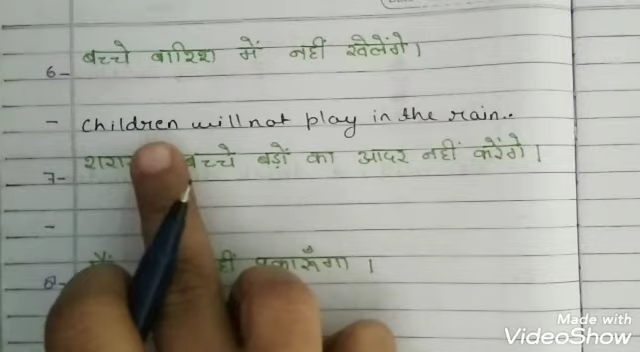 6- बच्चे बारिश में नहीं खेलेंगे।
- Children will not play in the rain..
7- बच्चे बड़ों का आदर नहीं करेंगे।
-
8- मैं पकाऊँगा ।
Made with
VideoShow